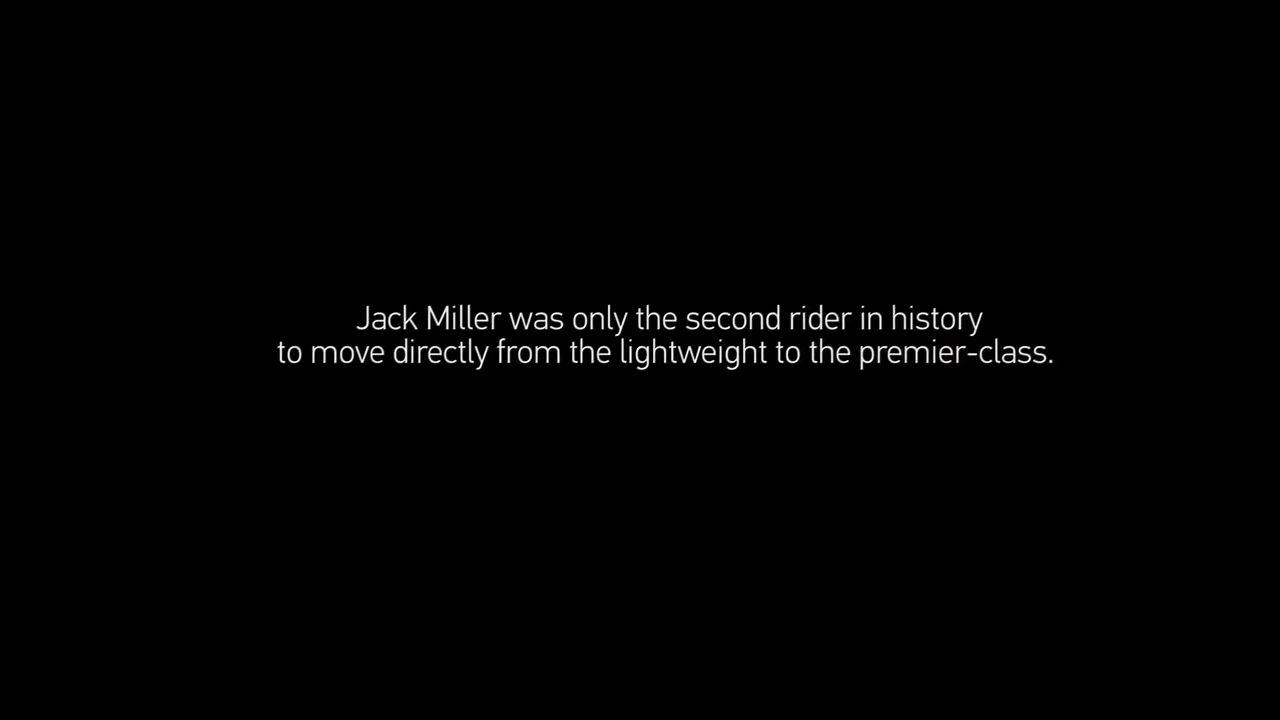 Jack Miller was only the second rider in history
to move directly from the lightweight to the premier-class.